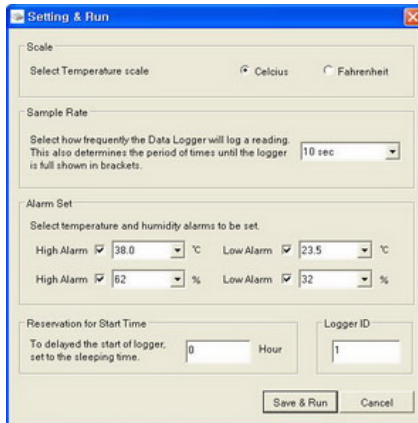 Setting & Run
Scale
Select Temperature scale
Celcius
Fahrenheit
Sample Rate
Select how frequently the Data Logger will log a reading.
This also determines the period of times until the logger
is full shown in brackets.
10 sec
Alarm Set
Select temperature and humidity alarms to be set.
High Alarm 38.0 °C Low Alarm 23.5 °C
High Alarm 62 % Low Alarm 32 %
Reservation for Start Time
To delayed the start of logger,
set to the sleeping time.
0 Hour
Logger ID
1
Save & Run Cancel